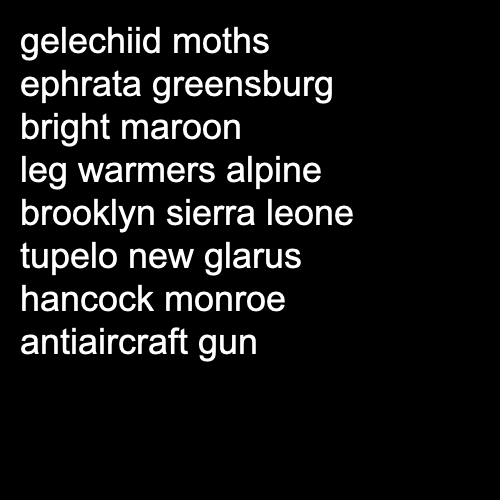 gelechiid moths
ephrata greensburg
bright maroon
leg warmers alpine
brooklyn sierra leone
tupelo new glarus
hancock monroe
antiaircraft gun